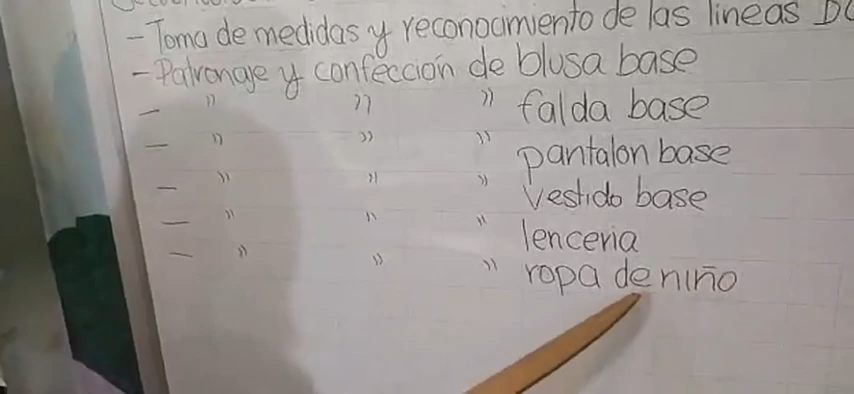 - Toma de medidas y reconocimiento de las lineas
- Patronaje y confección de blusa base
- " " " falda base
- " " " pantalon base
- " " " vestido base
- " " " lenceria
- " " " ropa de niño